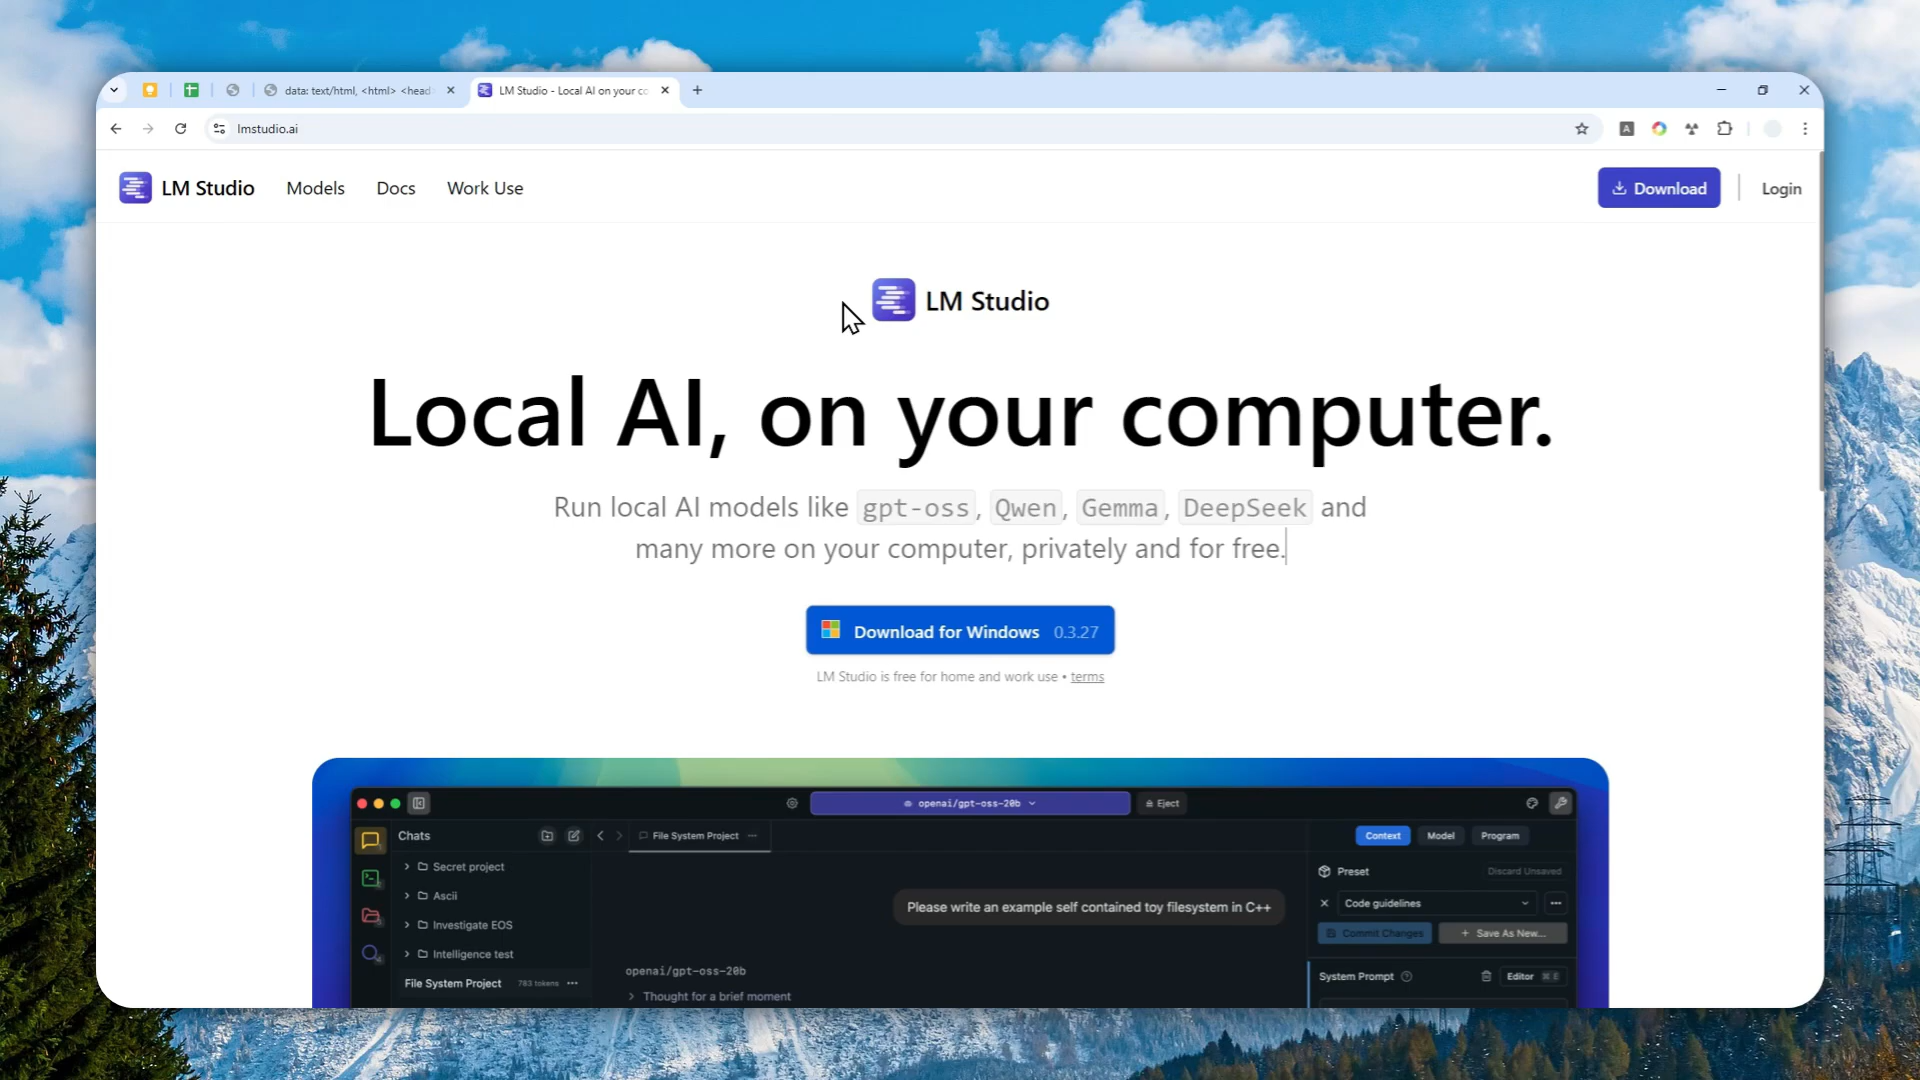 data: text/html, <html> <head>
LM Studio - Local AI on your co
lmstudio.ai
LM Studio
Models
Docs
Work Use
Download
Login
LM Studio
Local AI, on your computer.
Run local AI models like gpt-oss, Qwen, Gemma, DeepSeek and
many more on your computer, privately and for free.
Download for Windows 0.3.27
LM Studio is free for home and work use • terms
openai/gpt-oss-20b
Eject
Chats
File System Project
Context
Model
Program
Secret project
Preset
Discard Unsaved
Ascii
Please write an example self contained toy filesystem in C++
Code guidelines
Investigate EOS
Commit Changes
+ Save As New...
Intelligence test
openai/gpt-oss-20b
System Prompt
Editor ⌘ E
File System Project 783 tokens
Thought for a brief moment